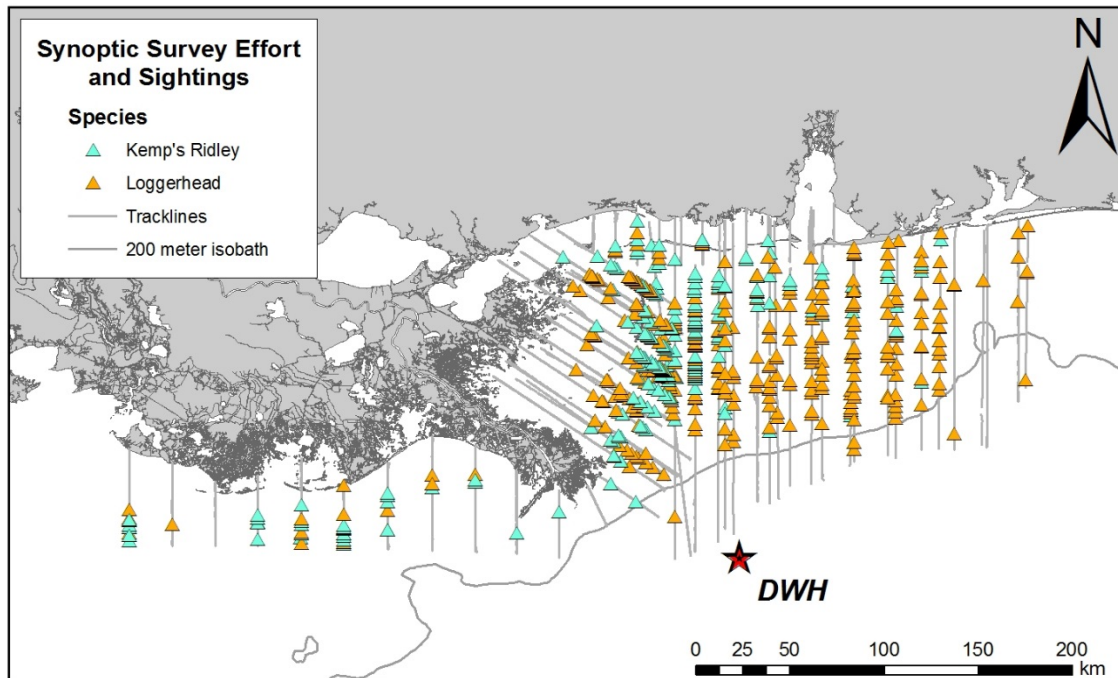 Synoptic Survey Effort
and Sightings
Species
Kemp's Ridley
Loggerhead
Tracklines
200 meter isobath
N
DWH
0 25 50 100 150 200
km